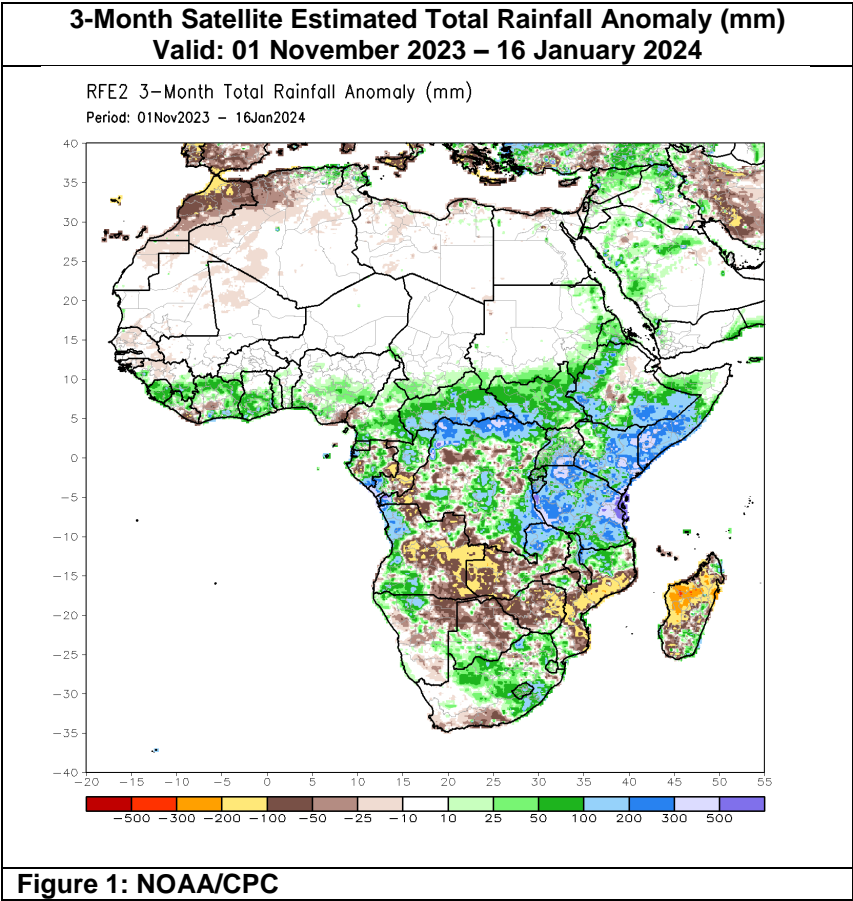 3-Month Satellite Estimated Total Rainfall Anomaly (mm)
Valid: 01 November 2023 – 16 January 2024
RFE2 3-Month Total Rainfall Anomaly (mm)
Period: 01Nov2023 – 16Jan2024
40
35
30
25
20
15
10
5
0
−5
−10
−15
−20
−25
−30
−35
−40
−20 −15 −10 −5 0 5 10 15 20 25 30 35 40 45 50 55
−500 −300 −200 −100 −50 −25 −10 10 25 50 100 200 300 500
Figure 1: NOAA/CPC